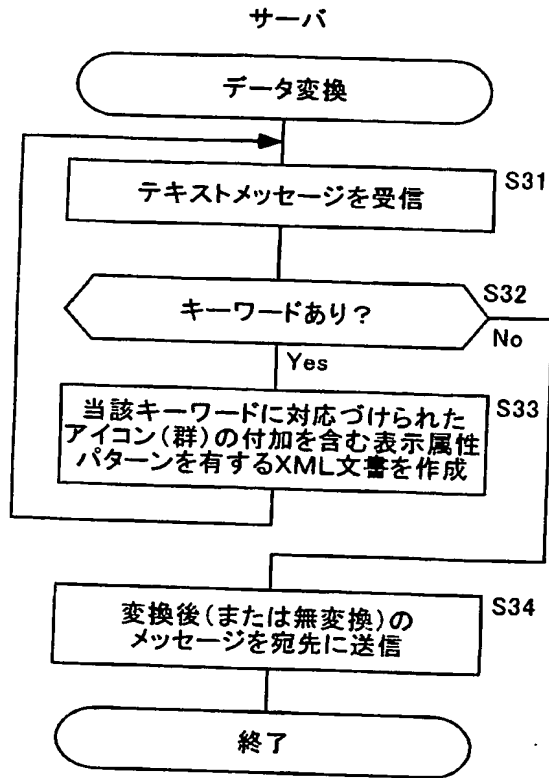 サーバ
データ変換
テキストメッセージを受信
S31
キーワードあり?
S32
No
Yes
当該キーワードに対応づけられた
アイコン(群)の付加を含む表示属性
パターンを有するXML文書を作成
S33
変換後(または無変換)の
メッセージを宛先に送信
S34
終了